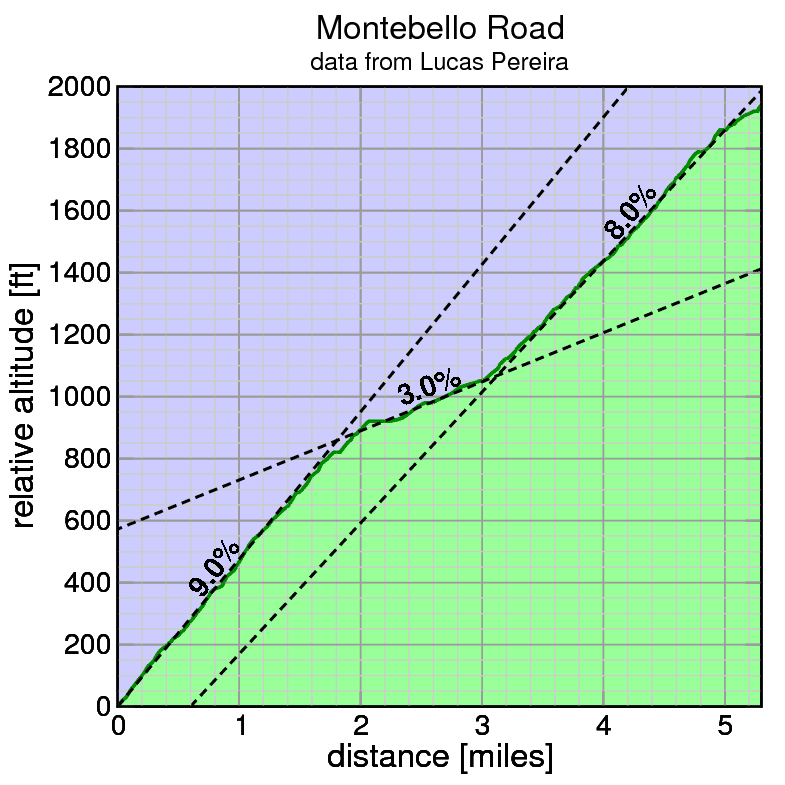 Montebello Road
data from Lucas Pereira
relative altitude [ft]
2000
1800
1600
1400
1200
1000
800
600
400
200
0
9.0%
3.0%
8.0%
0 1 2 3 4 5
distance [miles]